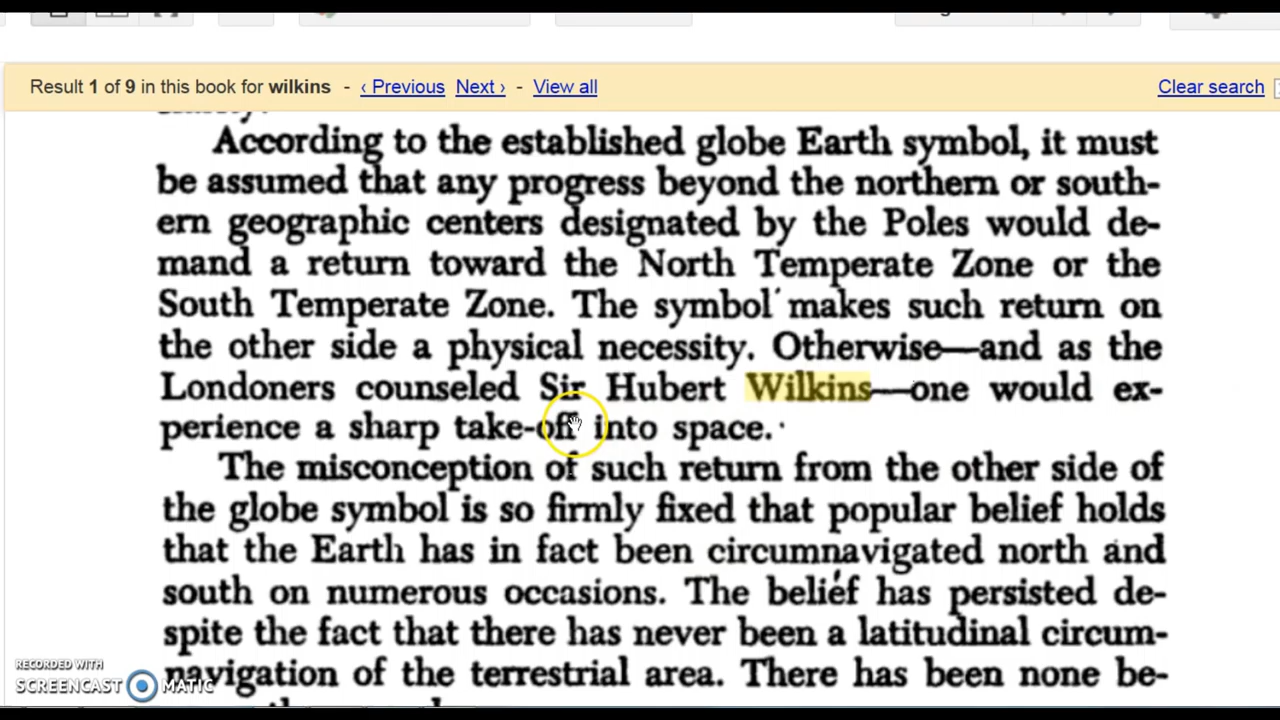 Result 1 of 9 in this book for wilkins - ‹ Previous Next › - View all Clear search
According to the established globe Earth symbol, it must
be assumed that any progress beyond the northern or south-
ern geographic centers designated by the Poles would de-
mand a return toward the North Temperate Zone or the
South Temperate Zone. The symbol makes such return on
the other side a physical necessity. Otherwise—and as the
Londoners counseled Sir Hubert Wilkins—one would ex-
perience a sharp take-off into space.
The misconception of such return from the other side of
the globe symbol is so firmly fixed that popular belief holds
that the Earth has in fact been circumnavigated north and
south on numerous occasions. The belief has persisted de-
spite the fact that there has never been a latitudinal circum-
navigation of the terrestrial area. There has been none be-
RECORDED WITH
SCREENCAST MATIC